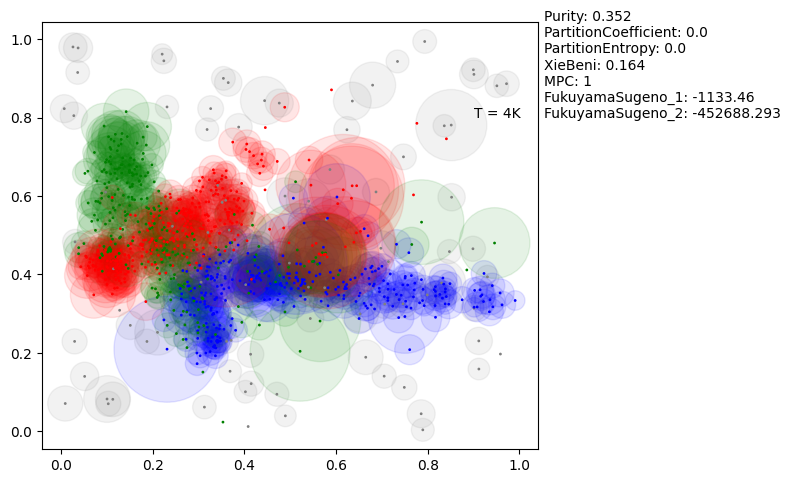 Purity: 0.352
PartitionCoefficient: 0.0
PartitionEntropy: 0.0
XieBeni: 0.164
MPC: 1
FukuyamaSugeno_1: -1133.46
FukuyamaSugeno_2: -452688.293
T = 4K
1.0
0.8
0.6
0.4
0.2
0.0
0.0 0.2 0.4 0.6 0.8 1.0